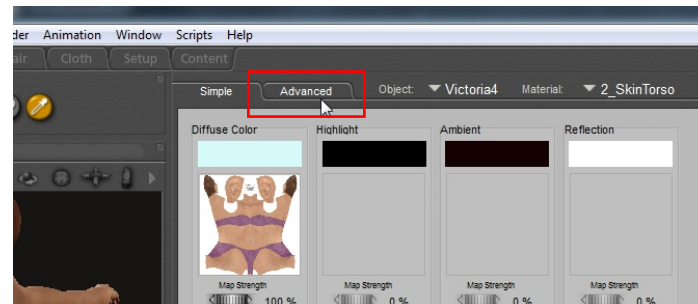 der Animation Window Scripts Help
air Cloth Setup Content
Simple Advanced Object: Victoria4 Material: 2_SkinTorso
Diffuse Color Highlight Ambient Reflection
Map Strength Map Strength Map Strength Map Strength
100 % 0 % 0 % 0 %